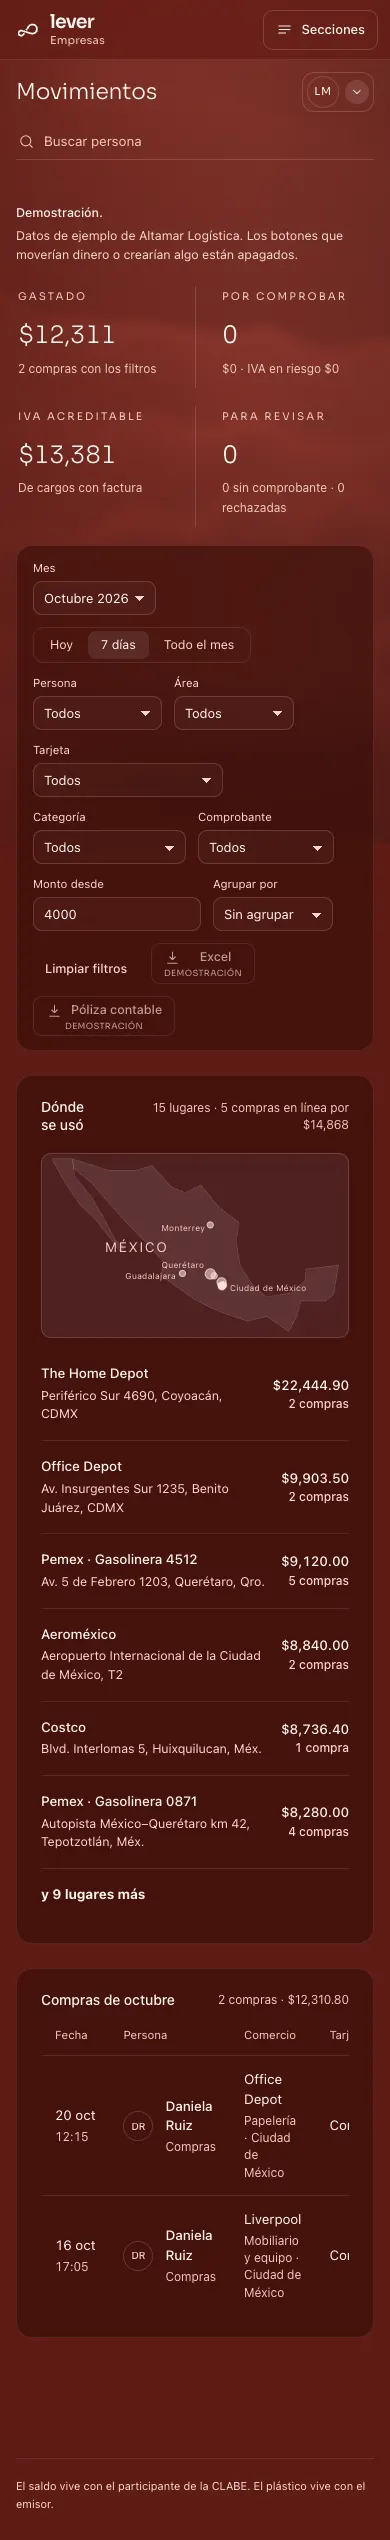 lever
Empresas
Secciones
Movimientos
LM
Buscar persona
Demostración.
Datos de ejemplo de Altamar Logística. Los botones que
moverían dinero o crearían algo están apagados.
GASTADO
$12,311
2 compras con los filtros
POR COMPROBAR
0
$0 · IVA en riesgo $0
IVA ACREDITABLE
$13,381
De cargos con factura
PARA REVISAR
0
0 sin comprobante · 0
rechazadas
Mes
Octubre 2026
Hoy
7 días
Todo el mes
Persona
Área
Todos
Todos
Tarjeta
Todos
Categoría
Comprobante
Todos
Todos
Monto desde
Agrupar por
4000
Sin agrupar
Limpiar filtros
Excel
DEMOSTRACIÓN
Póliza contable
DEMOSTRACIÓN
Dónde
se usó
15 lugares · 5 compras en línea por
$14,868
Monterrey
MÉXICO
Querétaro
Guadalajara
Ciudad de México
The Home Depot
Periférico Sur 4690, Coyoacán,
CDMX
$22,444.90
2 compras
Office Depot
Av. Insurgentes Sur 1235, Benito
Juárez, CDMX
$9,903.50
2 compras
Pemex · Gasolinera 4512
Av. 5 de Febrero 1203, Querétaro, Qro.
$9,120.00
5 compras
Aeroméxico
Aeropuerto Internacional de la Ciudad
de México, T2
$8,840.00
2 compras
Costco
Blvd. Interlomas 5, Huixquilucan, Méx.
$8,736.40
1 compra
Pemex · Gasolinera 0871
Autopista México–Querétaro km 42,
Tepotzotlán, Méx.
$8,280.00
4 compras
y 9 lugares más
Compras de octubre
2 compras · $12,310.80
Fecha
Persona
Comercio
Tarj
20 oct
12:15
DR
Daniela
Ruiz
Compras
Office
Depot
Papelería
· Ciudad
de
México
Cor
16 oct
17:05
DR
Daniela
Ruiz
Compras
Liverpool
Mobiliario
y equipo ·
Ciudad de
México
Cor
El saldo vive con el participante de la CLABE. El plástico vive con el
emisor.